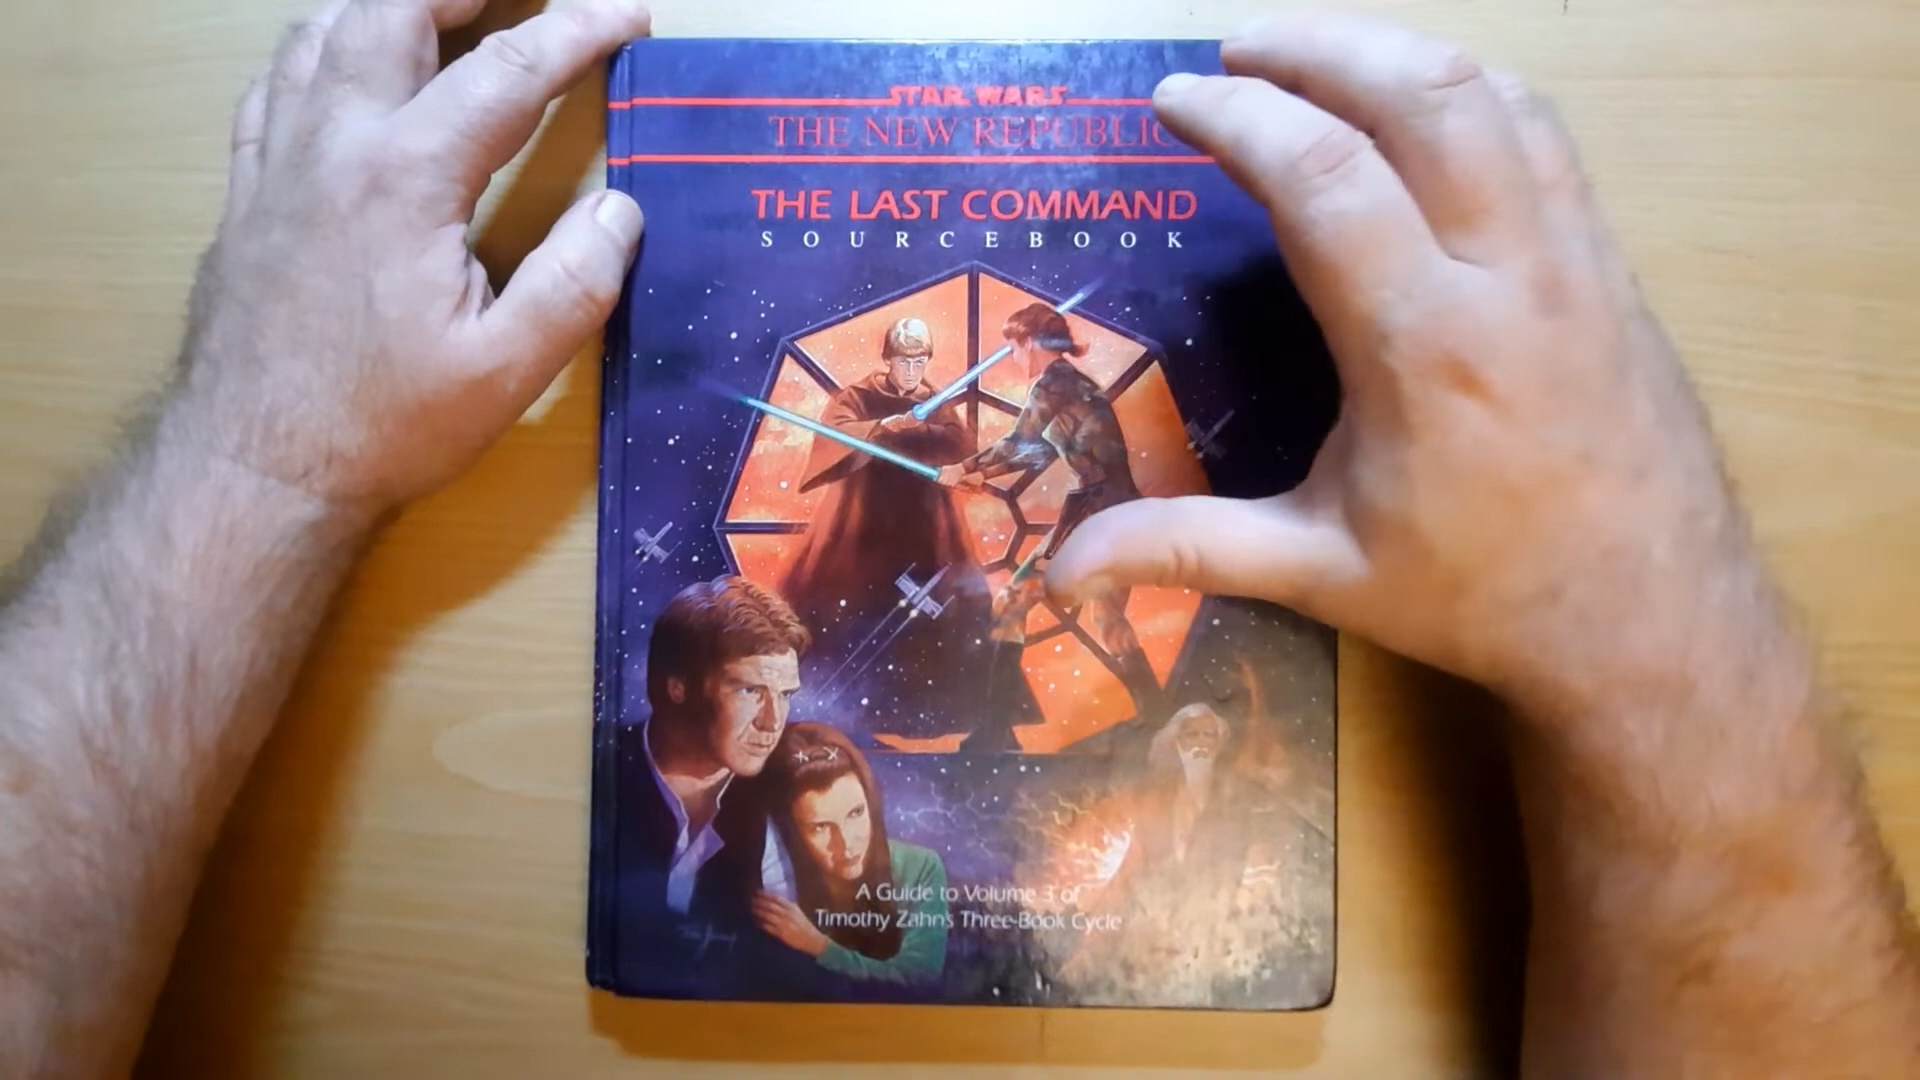 STAR WARS
THE NEW REPUBLIC
THE LAST COMMAND
SOURCEBOOK
A Guide to Volume 3 of
Timothy Zahn's Three-Book Cycle